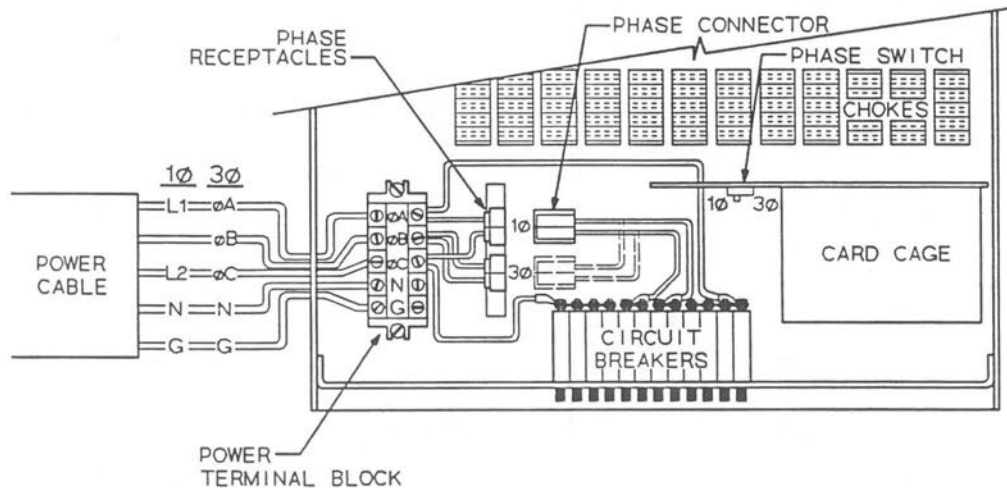 PHASE
RECEPTACLES
PHASE CONNECTOR
PHASE SWITCH
CHOKES
1Ø 3Ø
L1 øA
øB
L2 øC
N N
G G
POWER
CABLE
øA
øB
øC
N
G
1Ø
3Ø
1Ø 3Ø
CARD CAGE
CIRCUIT
BREAKERS
POWER
TERMINAL BLOCK